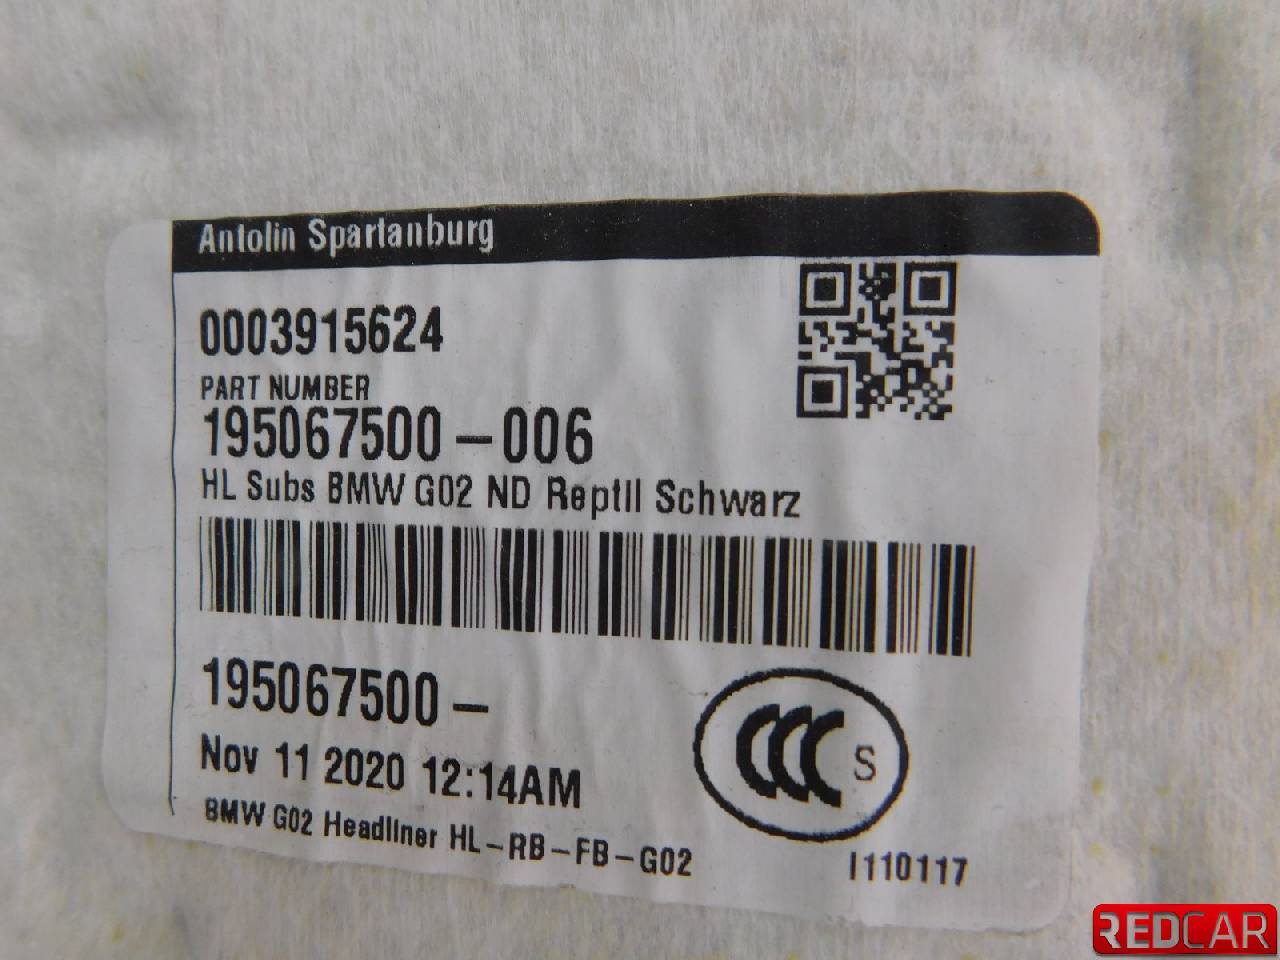 Antolin Spartanburg
0003915624
PART NUMBER
195067500-006
HL Subs BMW G02 ND Reptil Schwarz
195067500-
Nov 11 2020 12:14AM
CCC S
BMW G02 Headliner HL-RB-FB-G02
I110117
REDCAR